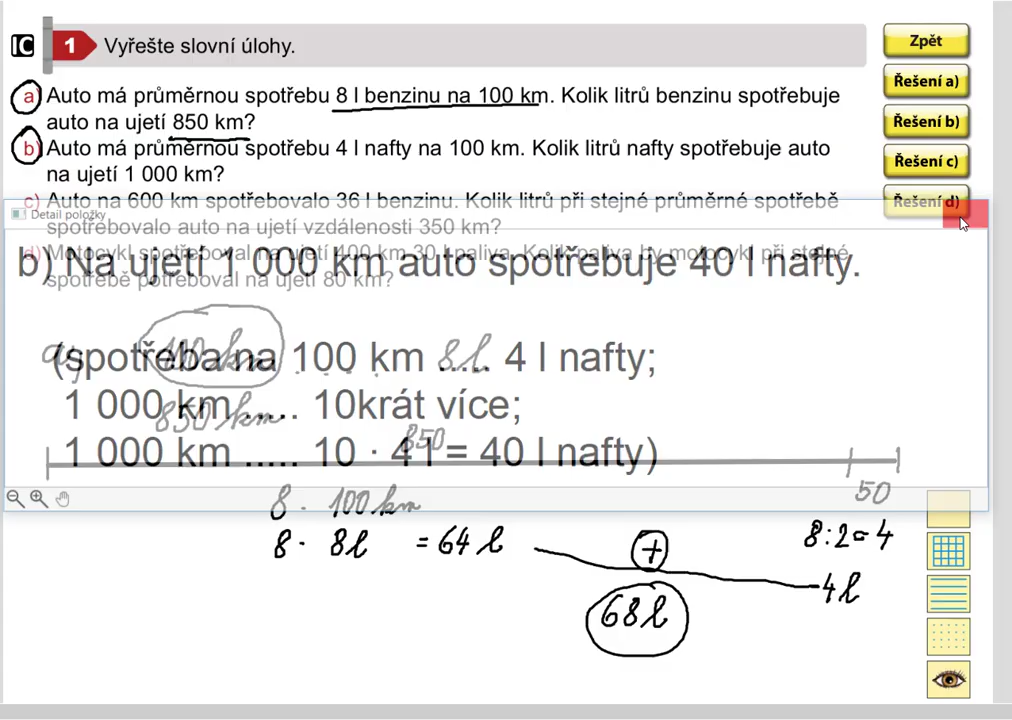 IC 1 Vyřešte slovní úlohy.
Zpět
Řešení a)
Řešení b)
Řešení c)
Řešení d)
a) Auto má průměrnou spotřebu 8 l benzinu na 100 km. Kolik litrů benzinu spotřebuje
auto na ujetí 850 km?
b) Auto má průměrnou spotřebu 4 l nafty na 100 km. Kolik litrů nafty spotřebuje auto
na ujetí 1 000 km?
c) Auto na 600 km spotřebovalo 36 l benzinu. Kolik litrů při stejné průměrné spotřebě
spotřebovalo auto na ujetí vzdálenosti 350 km?
d) Motocykl spotřeboval na ujetí 400 km 30 l paliva. Kolik paliva by motocykl při stejné
spotřebě potřeboval na ujetí 80 km?
Detail položky
b) Na ujetí 1 000 km auto spotřebuje 40 l nafty.
(spotřeba na 100 km ..... 4 l nafty;
1 000 km ..... 10krát více;
1 000 km ..... 10 · 4 l = 40 l nafty)
a) 100 km . . . . 8 l
850 km
850
50
8 · 100 km
8 · 8 l = 64 l
+
8 : 2 = 4
4 l
68 l